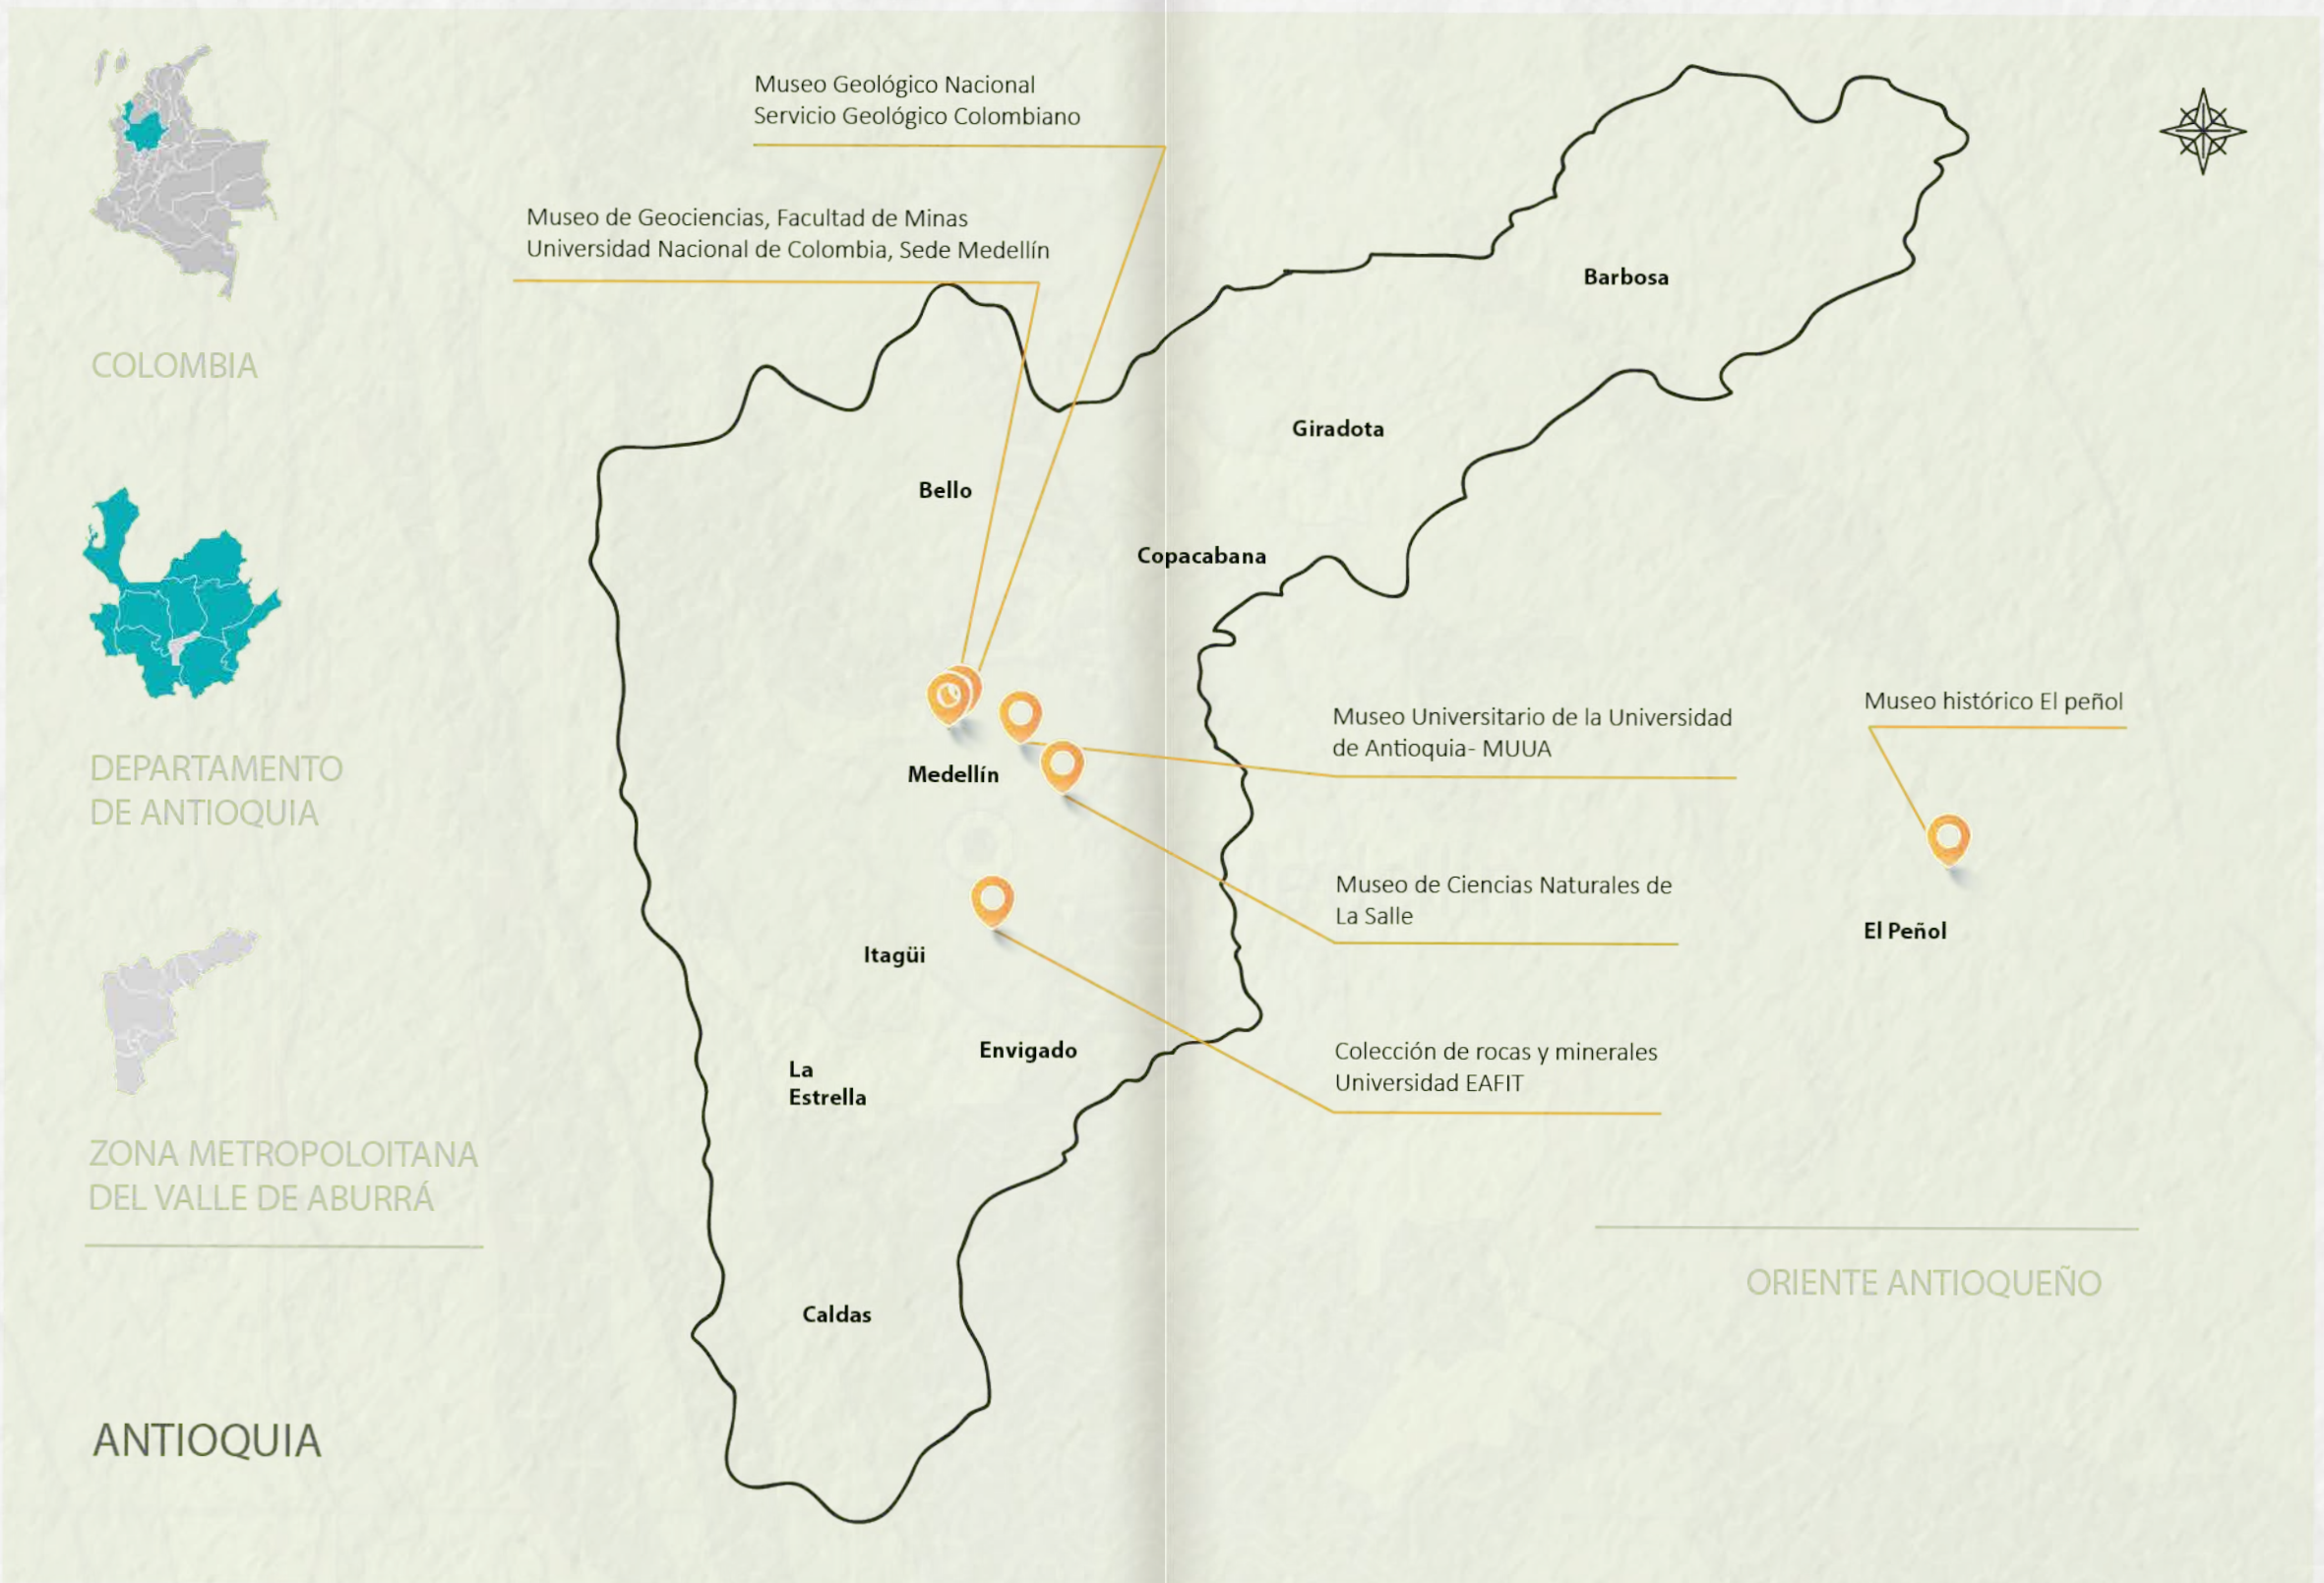 COLOMBIA
DEPARTAMENTO
DE ANTIOQUIA
ZONA METROPOLOITANA
DEL VALLE DE ABURRÁ
ANTIOQUIA
Museo Geológico Nacional
Servicio Geológico Colombiano
Museo de Geociencias, Facultad de Minas
Universidad Nacional de Colombia, Sede Medellín
Barbosa
Giradota
Bello
Copacabana
Medellín
Museo Universitario de la Universidad
de Antioquia- MUUA
Museo histórico El peñol
Museo de Ciencias Naturales de
La Salle
El Peñol
Itagüi
Envigado
La
Estrella
Colección de rocas y minerales
Universidad EAFIT
Caldas
ORIENTE ANTIOQUEÑO